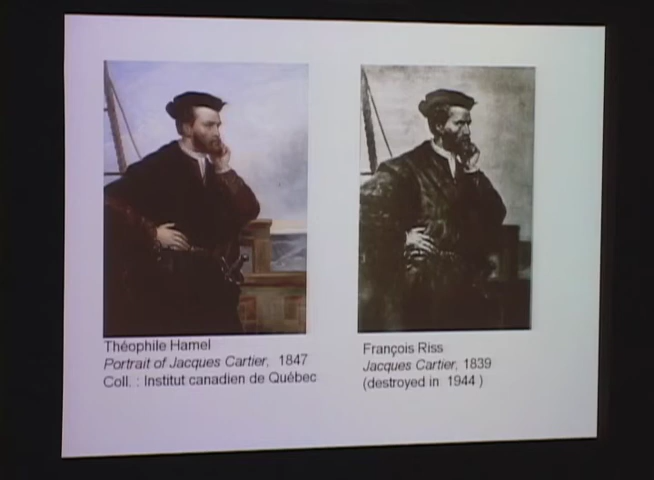 Théophile Hamel
Portrait of Jacques Cartier, 1847
Coll. : Institut canadien de Québec
François Riss
Jacques Cartier, 1839
(destroyed in 1944 )